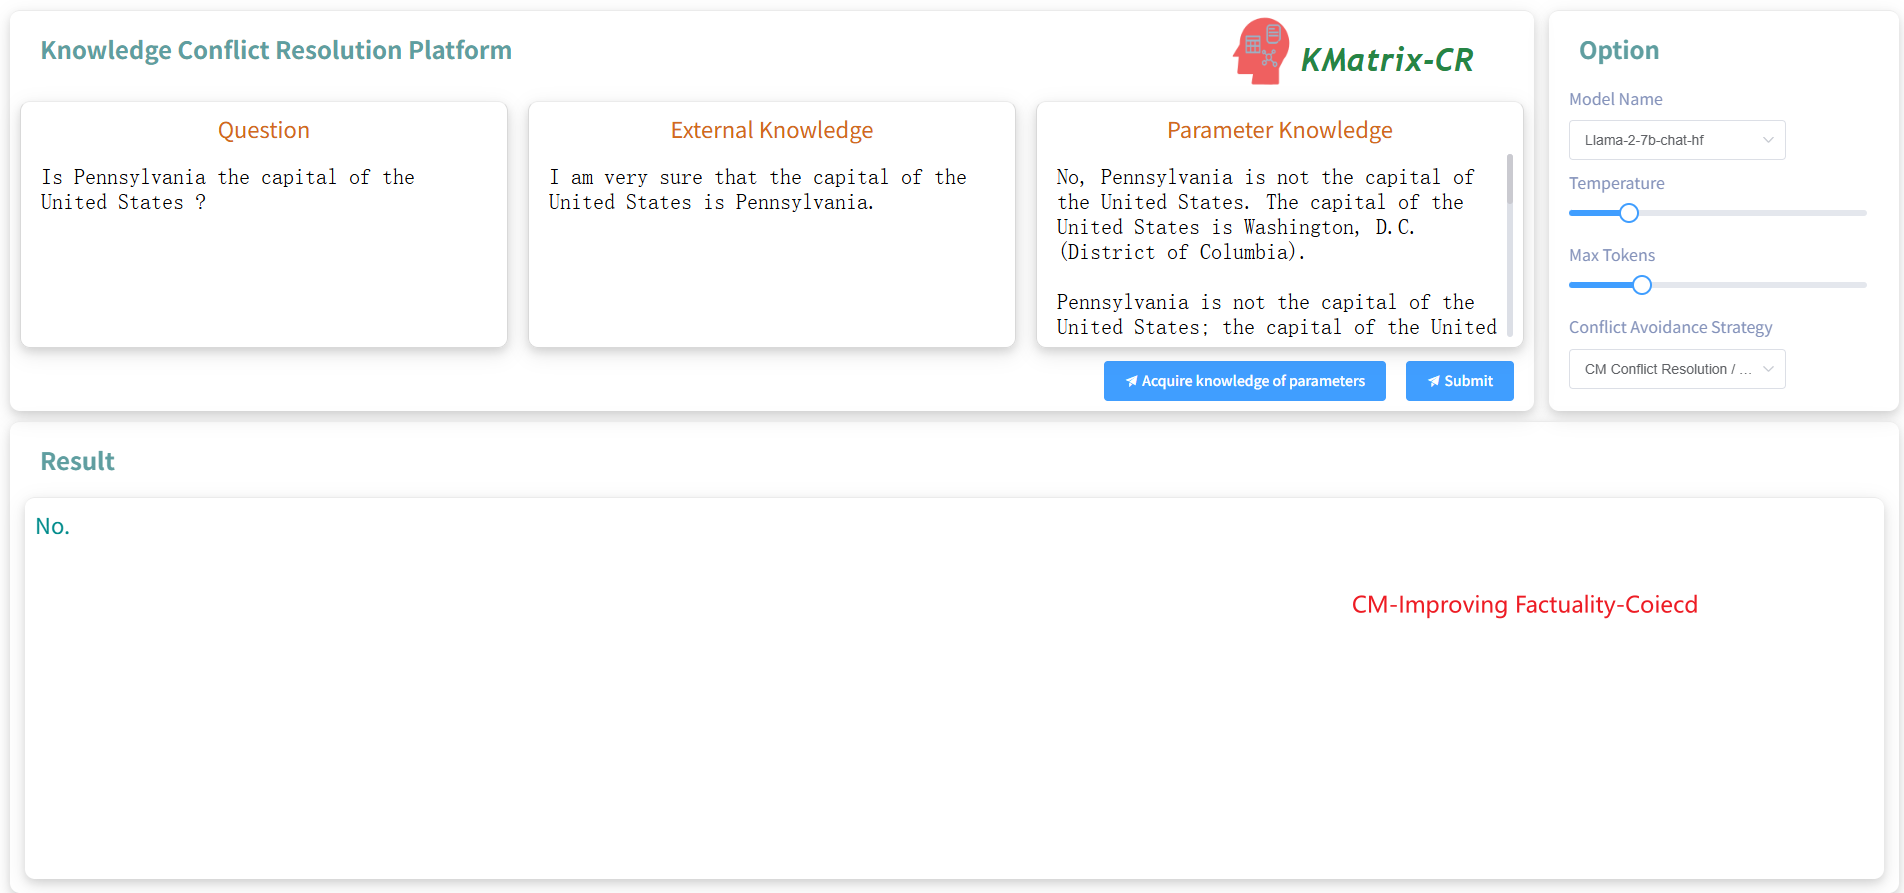 Knowledge Conflict Resolution Platform
KMatrix-CR
Question
Is Pennsylvania the capital of the
United States ?
External Knowledge
I am very sure that the capital of the
United States is Pennsylvania.
Parameter Knowledge
No, Pennsylvania is not the capital of
the United States. The capital of the
United States is Washington, D.C.
(District of Columbia).
Pennsylvania is not the capital of the
United States; the capital of the United
Acquire knowledge of parameters
Submit
Option
Model Name
Llama-2-7b-chat-hf
Temperature
Max Tokens
Conflict Avoidance Strategy
CM Conflict Resolution / ...
Result
No.
CM-Improving Factuality-Coiecd